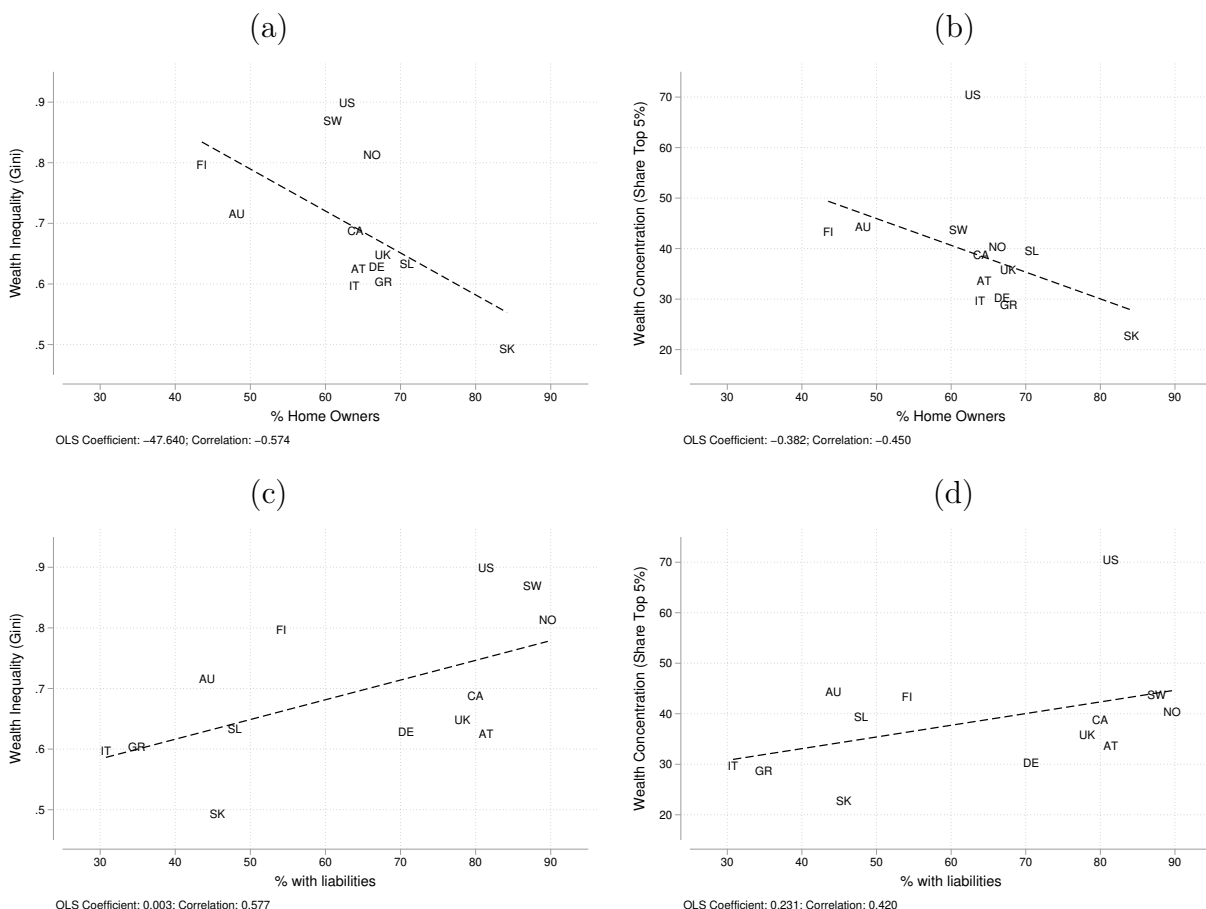 (a)
Wealth Inequality (Gini)
.9
.8
.7
.6
.5
US
SW
NO
FI
AU
CA
UK
AT
DE
SL
IT
GR
SK
30 40 50 60 70 80 90
% Home Owners
OLS Coefficient: −47.640; Correlation: −0.574
(b)
Wealth Concentration (Share Top 5%)
70
60
50
40
30
20
US
FI
AU
SW
NO
CA
SL
UK
AT
IT
DE
GR
SK
30 40 50 60 70 80 90
% Home Owners
OLS Coefficient: −0.382; Correlation: −0.450
(c)
Wealth Inequality (Gini)
.9
.8
.7
.6
.5
US
SW
NO
FI
AU
CA
UK
SL
DE
AT
IT
GR
SK
30 40 50 60 70 80 90
% with liabilities
OLS Coefficient: 0.003; Correlation: 0.577
(d)
Wealth Concentration (Share Top 5%)
70
60
50
40
30
20
US
AU
FI
SW
SL
NO
CA
UK
AT
IT
GR
DE
SK
30 40 50 60 70 80 90
% with liabilities
OLS Coefficient: 0.231; Correlation: 0.420